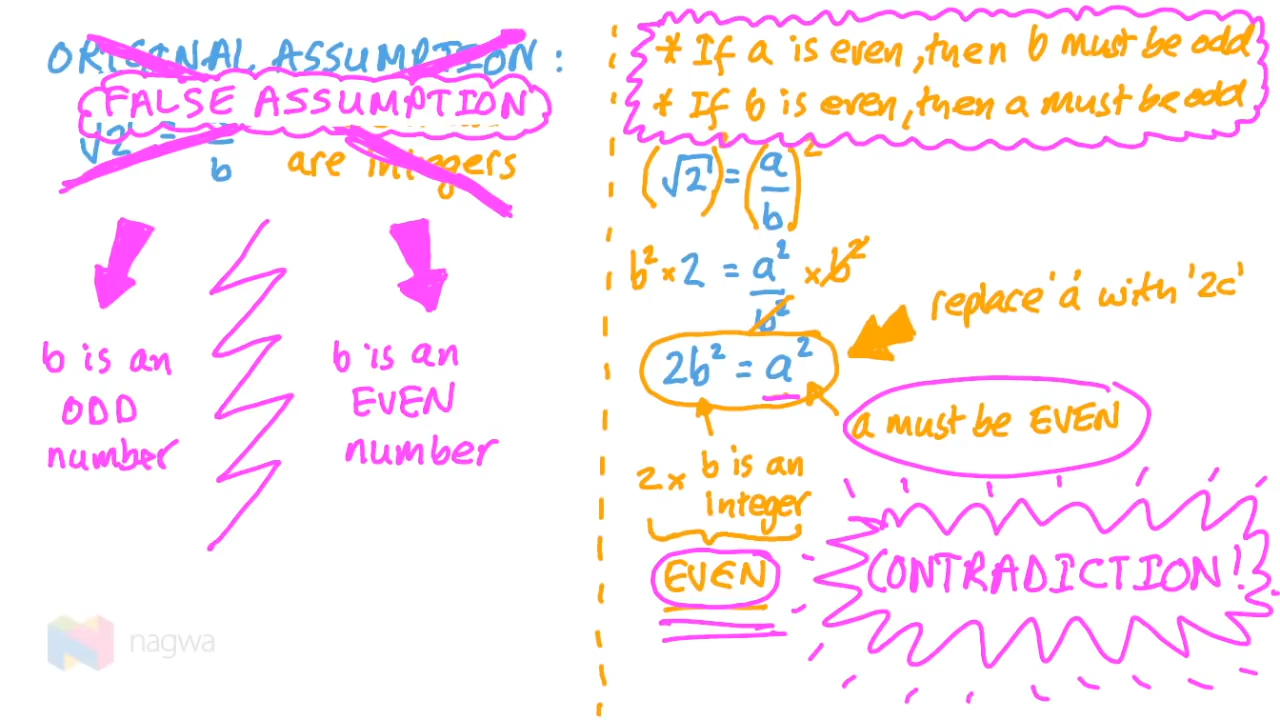 ORIGINAL ASSUMPTION :
FALSE ASSUMPTION
√2 =
b are integers
b is an
ODD
number
b is an
EVEN
number
* If a is even, then b must be odd
* If b is even, then a must be odd
(√2)² = (a/b)²
b² × 2 = a²/b² × b²
replace 'a' with '2c'
2b² = a²
a must be EVEN
2 × b is an
integer
EVEN
CONTRADICTION!
nagwa